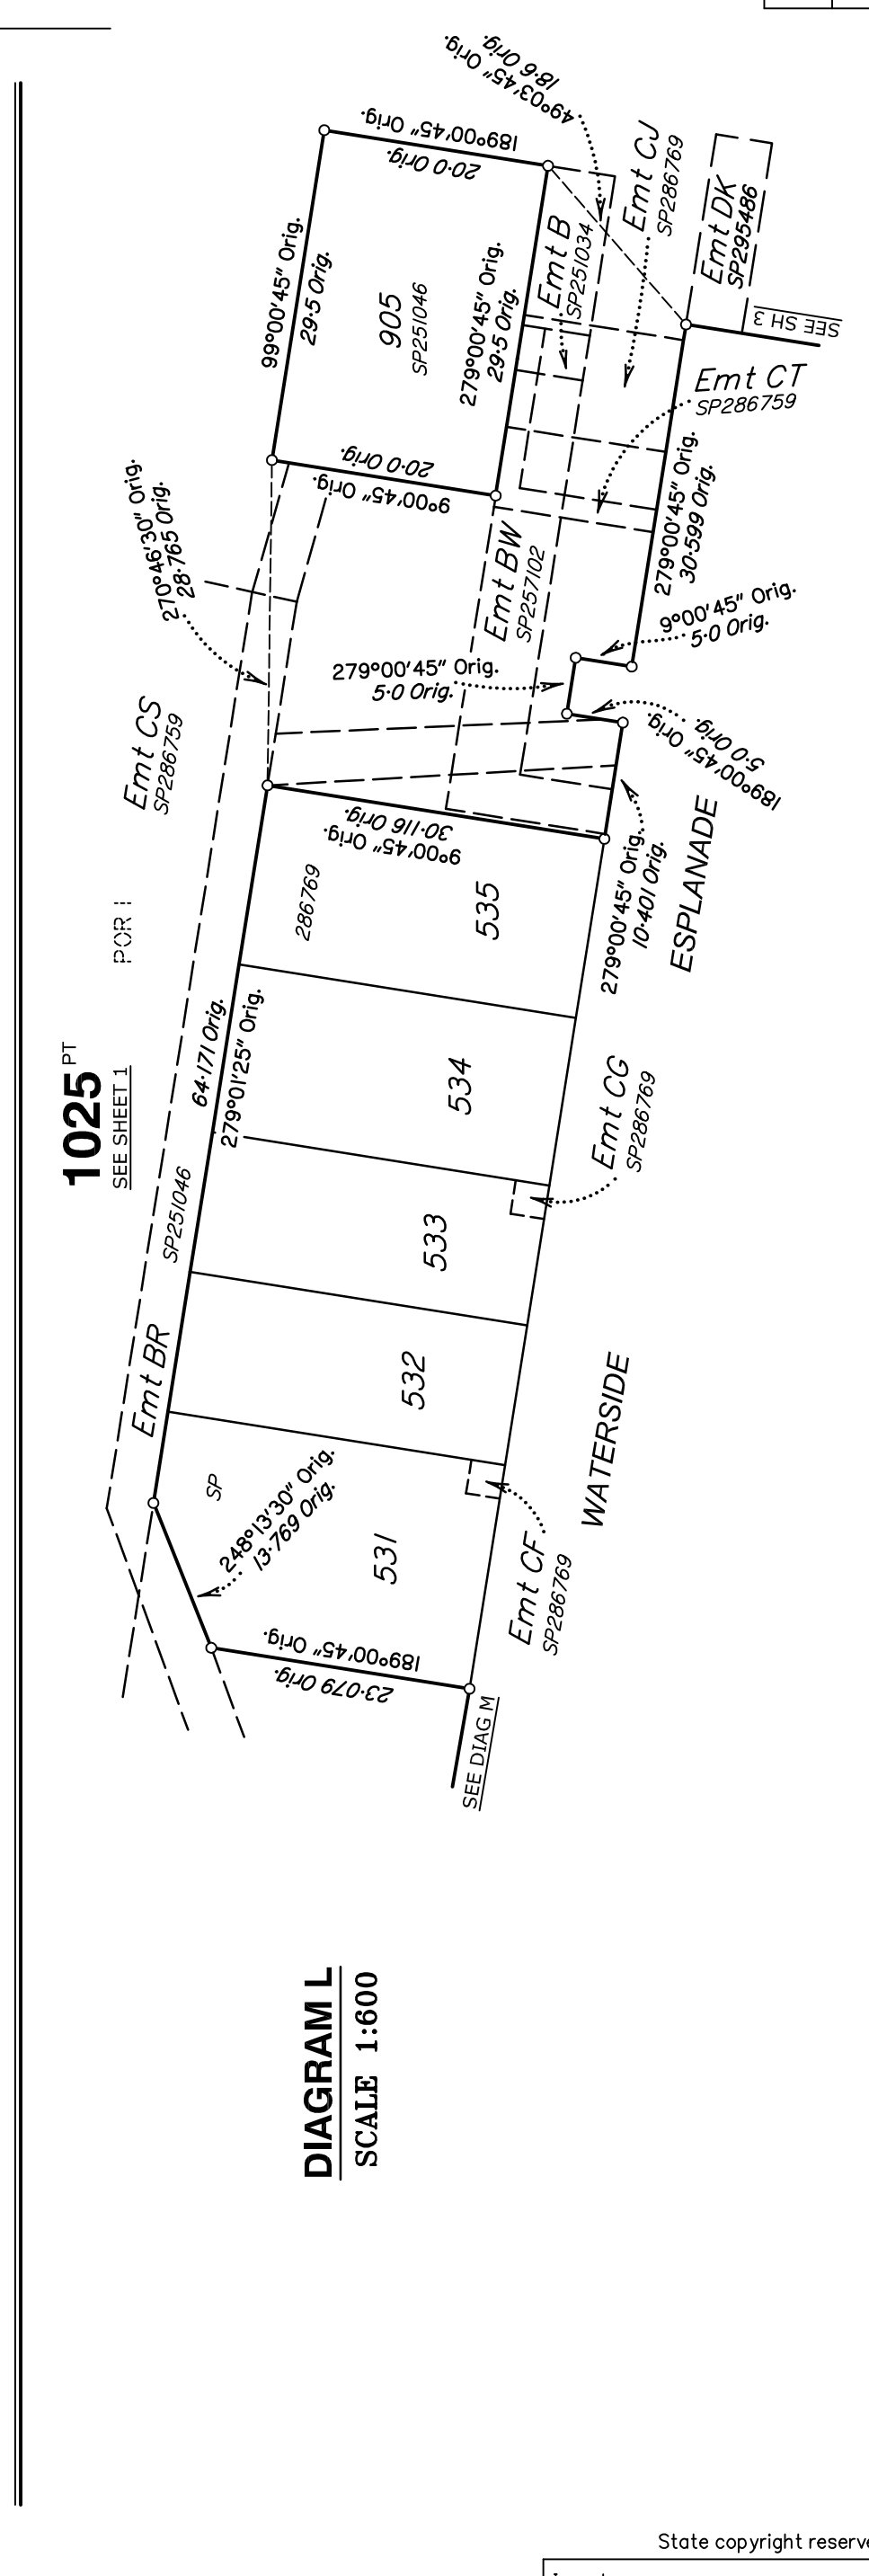 49°03'45" Orig.
18·6 Orig.
189°00'45" Orig.
20·0 Orig.
99°00'45" Orig.
29·5 Orig.
905
SP251046
279°00'45" Orig.
29·5 Orig.
Emt B
SP251034
Emt CJ
SP286769
Emt DK
SP295486
SEE SH 3
Emt CT
SP286759
20·0 Orig.
9°00'45" Orig.
270°46'30" Orig.
28·765 Orig.
Emt BW
SP257102
279°00'45" Orig.
30·599 Orig.
9°00'45" Orig.
5·0 Orig.
279°00'45" Orig.
5·0 Orig.
5·0 Orig.
189°00'45" Orig.
Emt CS
SP286759
30·116 Orig.
9°00'45" Orig.
279°00'45" Orig.
10·401 Orig.
ESPLANADE
286769
535
POR
1025 PT
SEE SHEET 1
64·171 Orig.
279°01'25" Orig.
534
Emt CG
SP286769
SP251046
533
Emt BR
532
WATERSIDE
SP
248°13'30" Orig.
13·769 Orig.
531
Emt CF
SP286769
189°00'45" Orig.
23·079 Orig.
SEE DIAG M
DIAGRAM L
SCALE 1:600
State copyright reserve